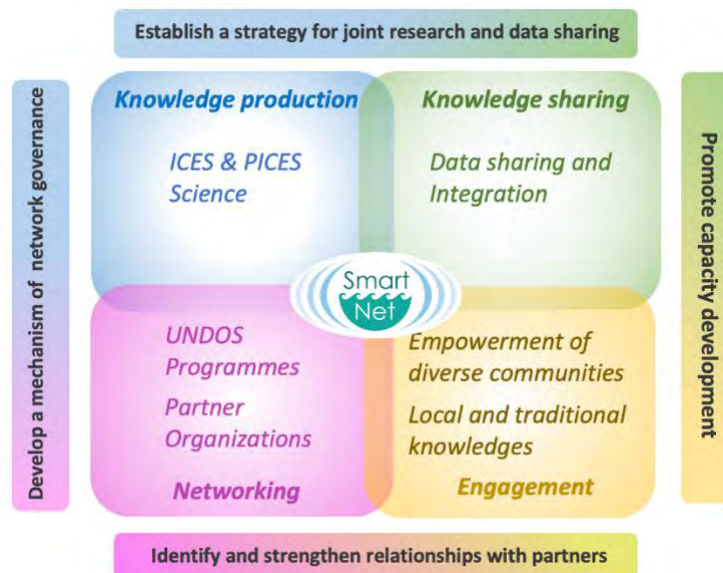 Establish a strategy for joint research and data sharing
Develop a mechanism of network governance
Knowledge production
ICES & PICES
Science
Knowledge sharing
Data sharing and
Integration
Promote capacity development
Smart
Net
UNDOS
Programmes
Partner
Organizations
Networking
Empowerment of
diverse communities
Local and traditional
knowledges
Engagement
Identify and strengthen relationships with partners